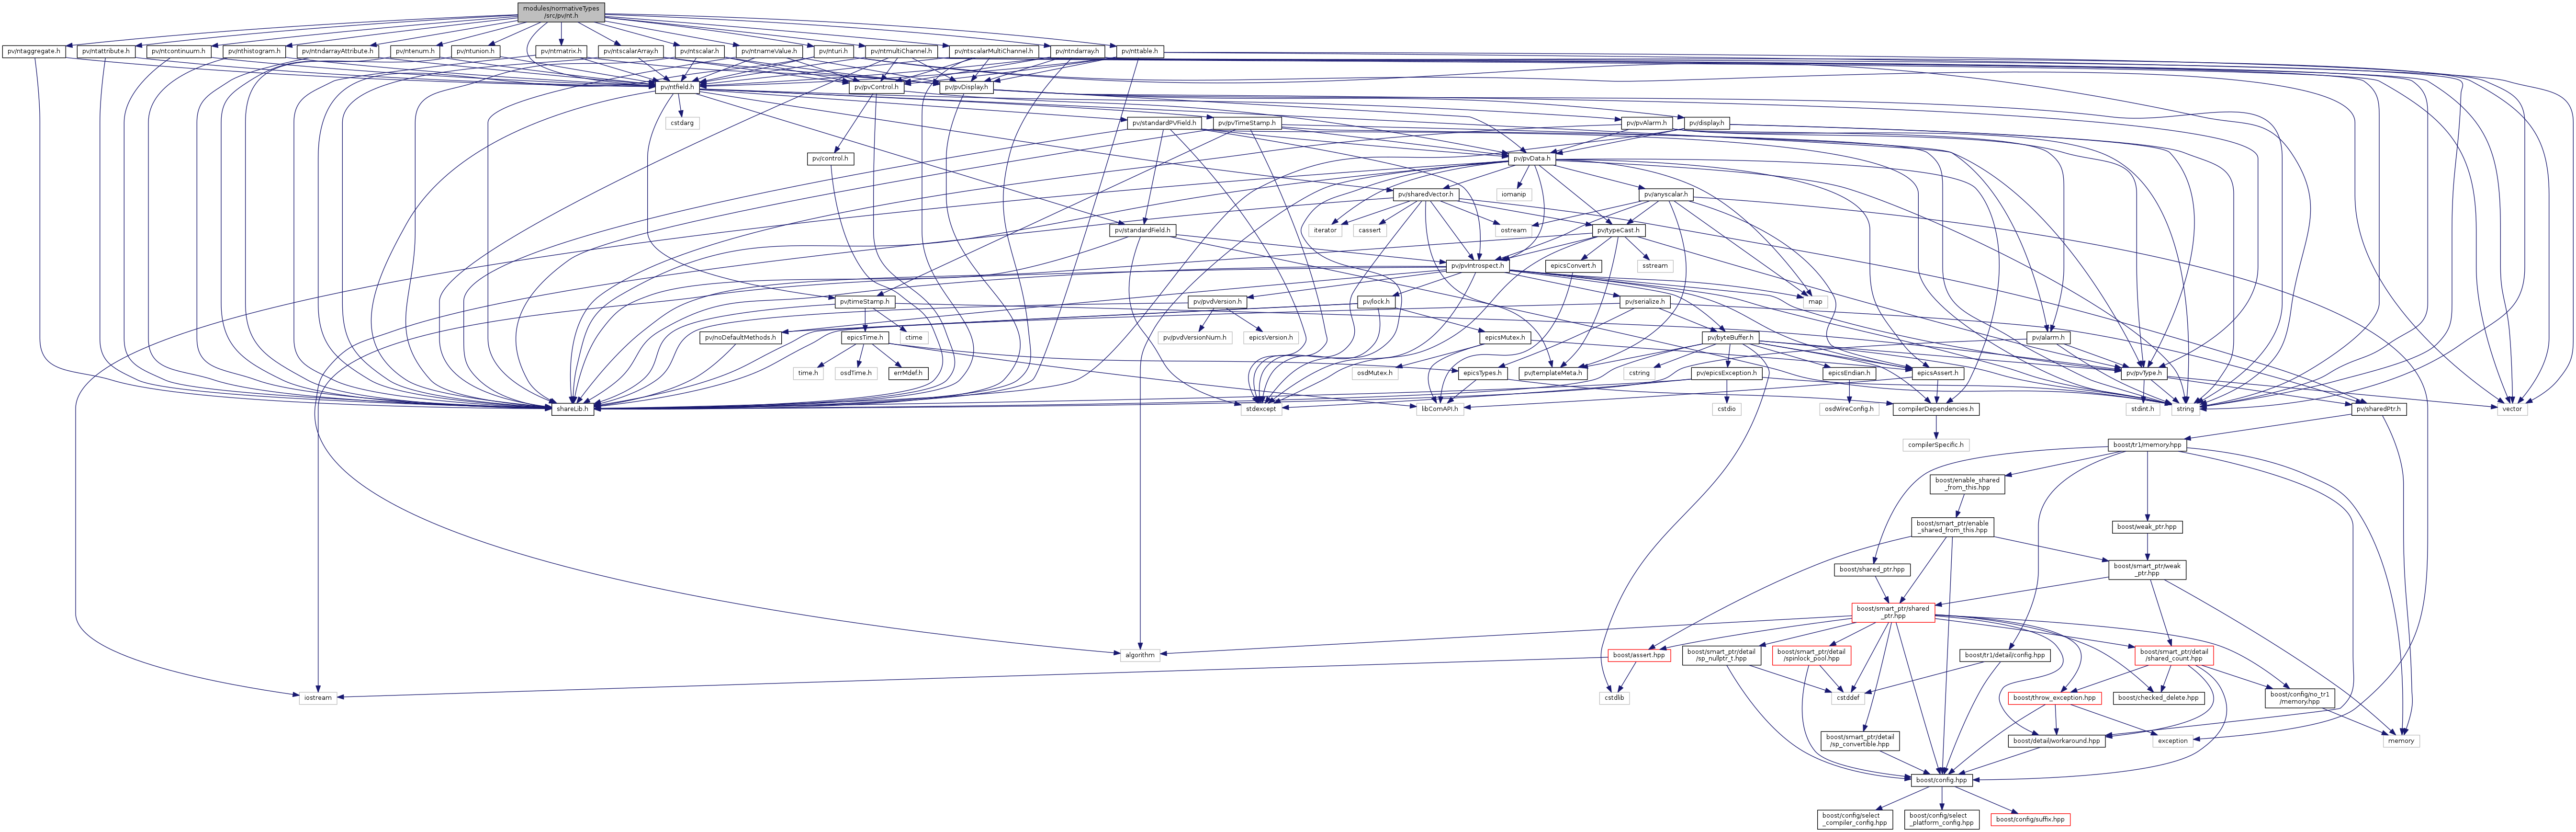 modules/normativeTypes
/src/pv/nt.h
pv/ntaggregate.h
pv/ntattribute.h
pv/ntcontinuum.h
pv/nthistogram.h
pv/ntndarrayAttribute.h
pv/ntenum.h
pv/ntunion.h
pv/ntmatrix.h
pv/ntscalarArray.h
pv/ntscalar.h
pv/ntnameValue.h
pv/nturi.h
pv/ntmultiChannel.h
pv/ntscalarMultiChannel.h
pv/ntndarray.h
pv/nttable.h
pv/ntfield.h
pv/pvControl.h
pv/pvDisplay.h
cstdarg
pv/standardPVField.h
pv/pvTimeStamp.h
pv/pvAlarm.h
pv/display.h
pv/control.h
pv/pvData.h
pv/sharedVector.h
iomanip
pv/anyscalar.h
pv/standardField.h
iterator
cassert
ostream
pv/typeCast.h
pv/pvIntrospect.h
epicsConvert.h
sstream
pv/timeStamp.h
pv/pvdVersion.h
pv/lock.h
pv/serialize.h
map
pv/noDefaultMethods.h
epicsTime.h
ctime
pv/pvdVersionNum.h
epicsVersion.h
epicsMutex.h
pv/byteBuffer.h
pv/alarm.h
time.h
osdTime.h
errMdef.h
osdMutex.h
epicsTypes.h
pv/templateMeta.h
cstring
pv/epicsException.h
epicsEndian.h
epicsAssert.h
pv/pvType.h
shareLib.h
stdexcept
libComAPI.h
cstdio
osdWireConfig.h
compilerDependencies.h
stdint.h
string
vector
pv/sharedPtr.h
compilerSpecific.h
boost/tr1/memory.hpp
boost/enable_shared
_from_this.hpp
boost/smart_ptr/enable
_shared_from_this.hpp
boost/weak_ptr.hpp
boost/shared_ptr.hpp
boost/smart_ptr/weak
_ptr.hpp
boost/smart_ptr/shared
_ptr.hpp
algorithm
boost/assert.hpp
boost/smart_ptr/detail
/sp_nullptr_t.hpp
boost/smart_ptr/detail
/spinlock_pool.hpp
boost/tr1/detail/config.hpp
boost/smart_ptr/detail
/shared_count.hpp
iostream
cstdlib
cstddef
boost/throw_exception.hpp
boost/checked_delete.hpp
boost/config/no_tr1
/memory.hpp
boost/smart_ptr/detail
/sp_convertible.hpp
boost/detail/workaround.hpp
exception
memory
boost/config.hpp
boost/config/select
_compiler_config.hpp
boost/config/select
_platform_config.hpp
boost/config/suffix.hpp